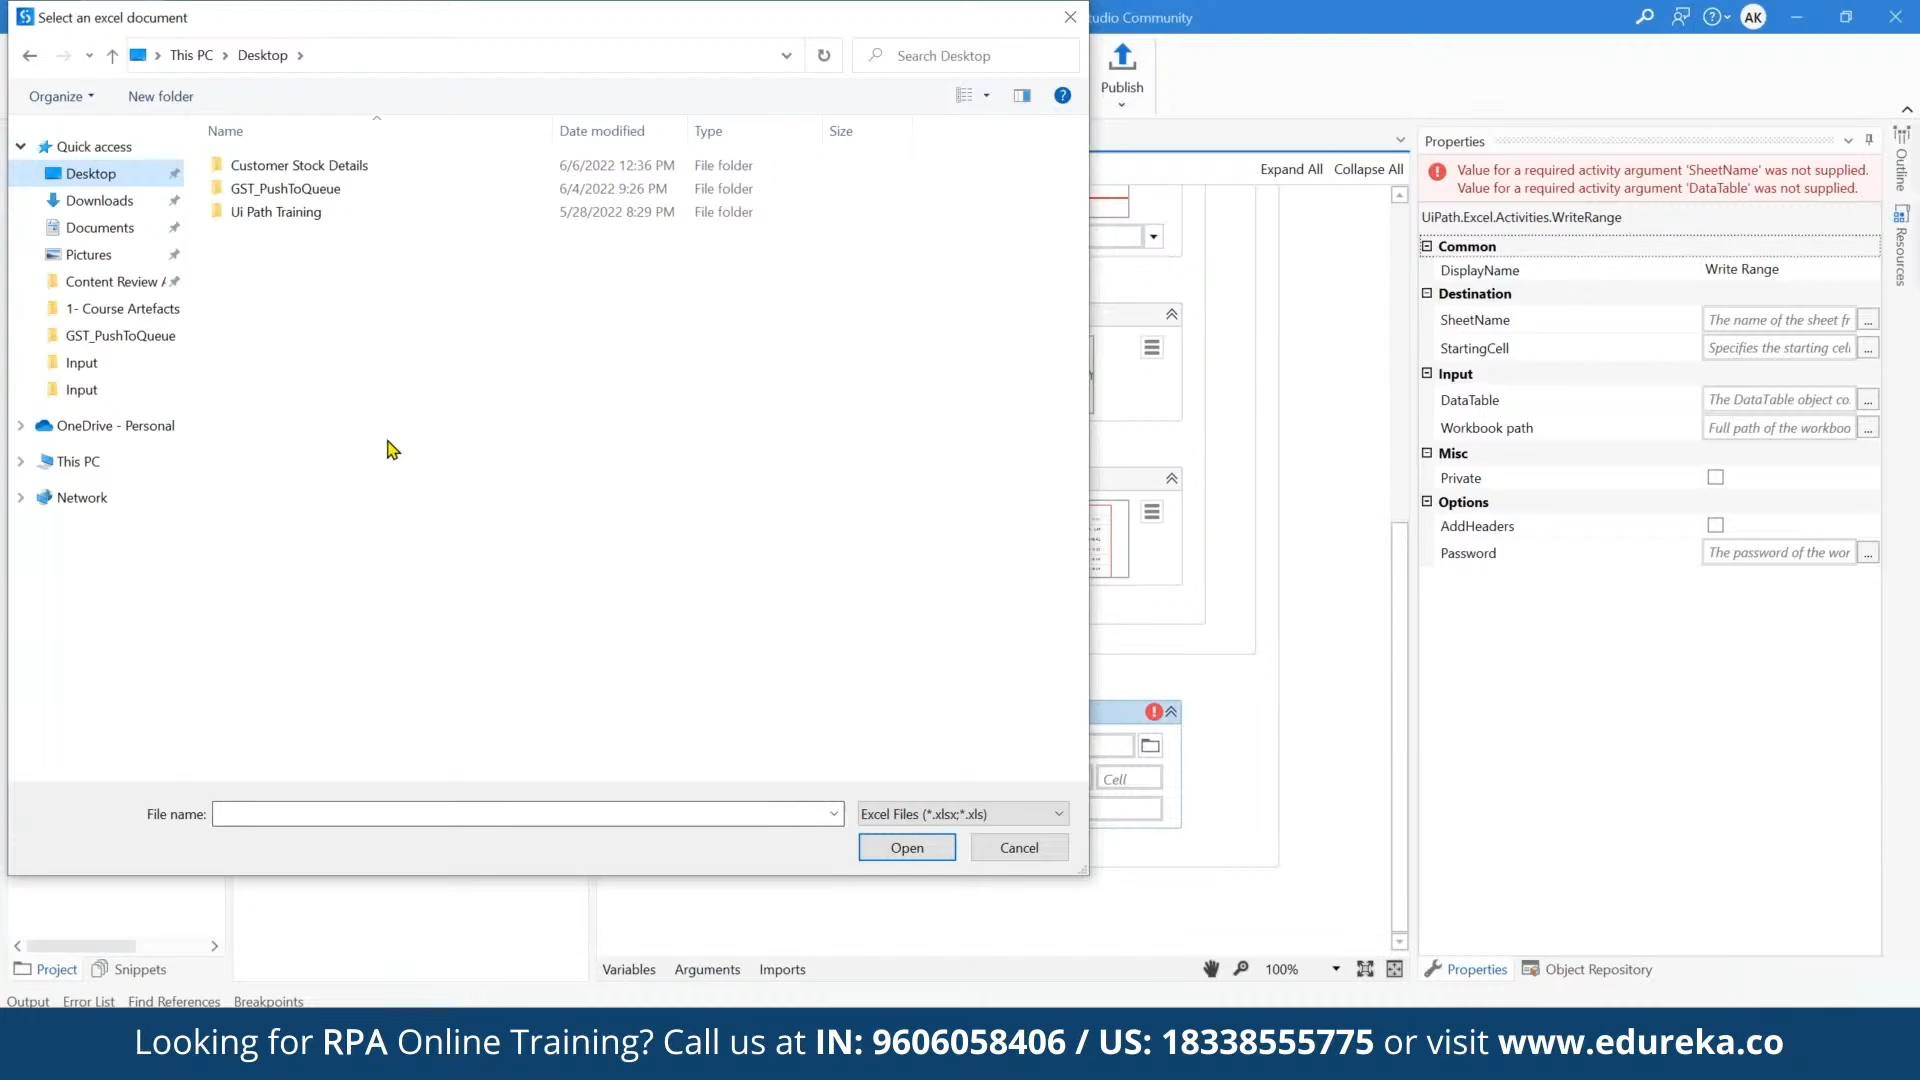 Select an excel document
udio Community
AK
This PC
Desktop
Search Desktop
Organize
New folder
Publish
Name
Date modified
Type
Size
Quick access
Desktop
Downloads
Documents
Pictures
Content Review
1- Course Artefacts
GST_PushToQueue
Input
Input
OneDrive - Personal
This PC
Network
Customer Stock Details 6/6/2022 12:36 PM File folder
GST_PushToQueue 6/4/2022 9:26 PM File folder
Ui Path Training 5/28/2022 8:29 PM File folder
File name:
Excel Files (*.xlsx;*.xls)
Open
Cancel
Expand All Collapse All
Cell
Properties
Value for a required activity argument 'SheetName' was not supplied.
Value for a required activity argument 'DataTable' was not supplied.
UiPath.Excel.Activities.WriteRange
Common
DisplayName Write Range
Destination
SheetName The name of the sheet fr ...
StartingCell Specifies the starting cell ...
Input
DataTable The DataTable object co. ...
Workbook path Full path of the workboo ...
Misc
Private
Options
AddHeaders
Password The password of the wor ...
Outline
Resources
Project
Snippets
Variables Arguments Imports
100%
Properties
Object Repository
Output Error List Find References Breakpoints
Looking for RPA Online Training? Call us at IN: 9606058406 / US: 18338555775 or visit www.edureka.co